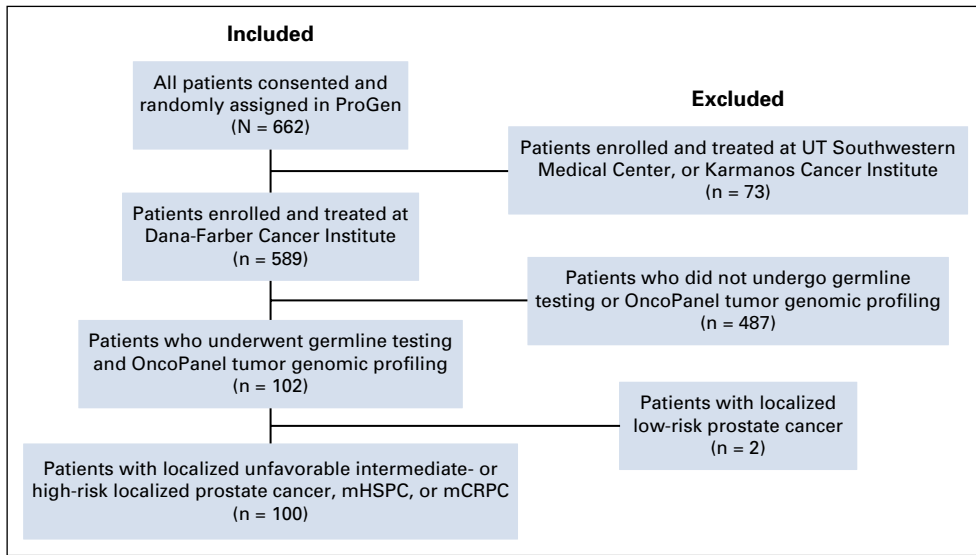 Included
All patients consented and
randomly assigned in ProGen
(N = 662)
Excluded
Patients enrolled and treated at UT Southwestern
Medical Center, or Karmanos Cancer Institute
(n = 73)
Patients enrolled and treated at
Dana-Farber Cancer Institute
(n = 589)
Patients who did not undergo germline
testing or OncoPanel tumor genomic profiling
(n = 487)
Patients who underwent germline testing
and OncoPanel tumor genomic profiling
(n = 102)
Patients with localized
low-risk prostate cancer
(n = 2)
Patients with localized unfavorable intermediate- or
high-risk localized prostate cancer, mHSPC, or mCRPC
(n = 100)